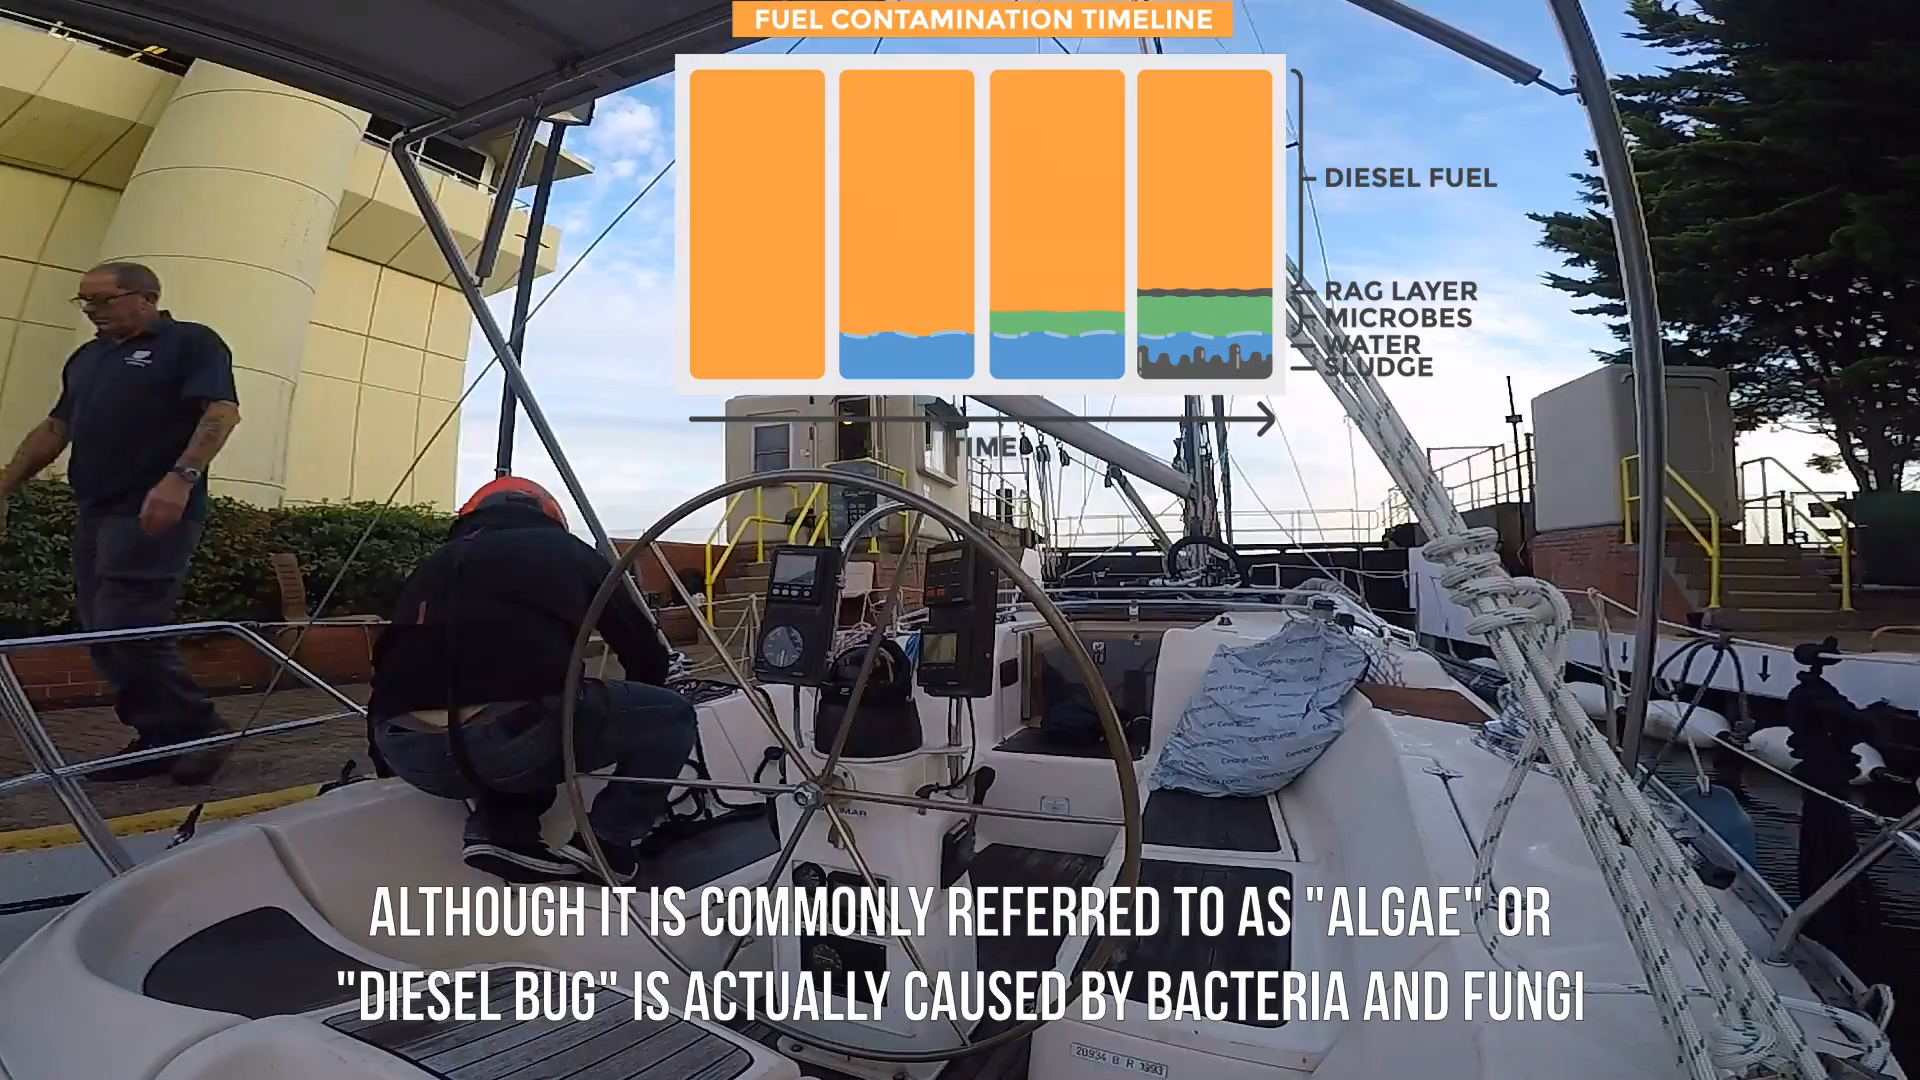 FUEL CONTAMINATION TIMELINE
DIESEL FUEL
RAG LAYER
MICROBES
WATER
SLUDGE
TIME
ALTHOUGH IT IS COMMONLY REFERRED TO AS "ALGAE" OR
"DIESEL BUG" IS ACTUALLY CAUSED BY BACTERIA AND FUNGI